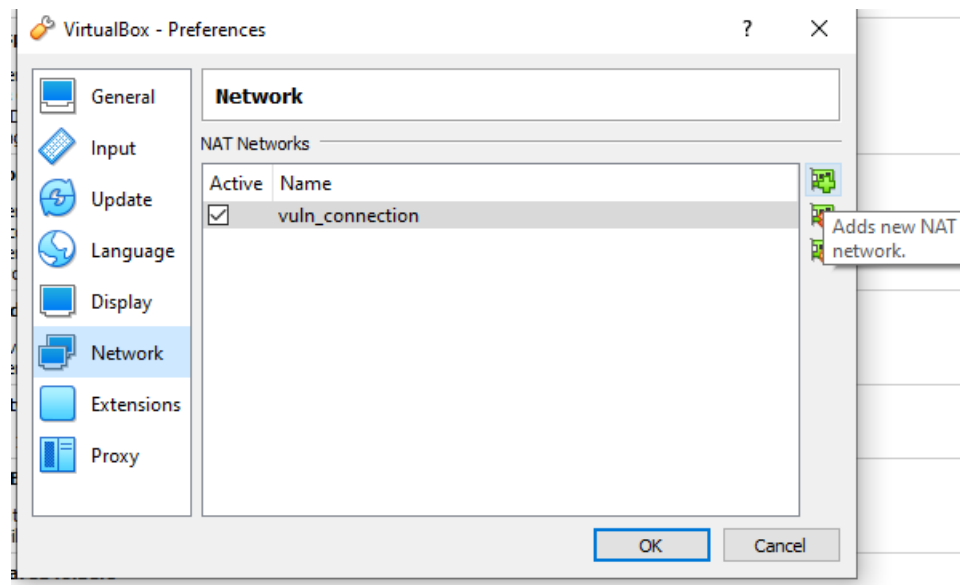 VirtualBox - Preferences
?
General
Input
Update
Language
Display
Network
Extensions
Proxy
Network
NAT Networks
Active Name
vuln_connection
Adds new NAT
network.
OK
Cancel